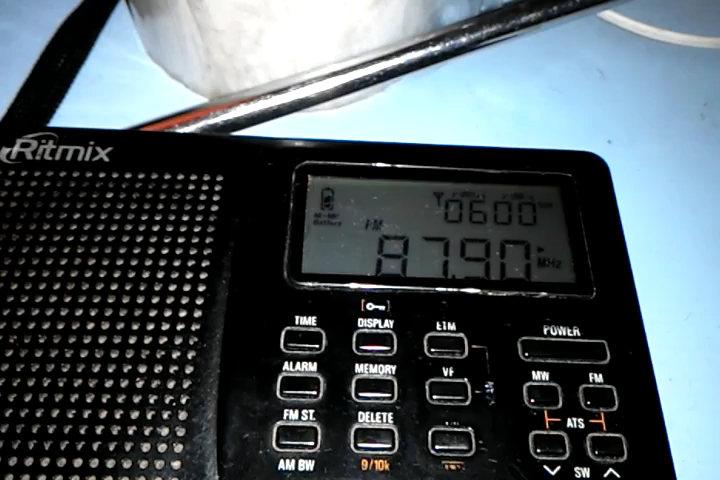 Ritmix
0600
FM
87.90 MHz
TIME DISPLAY ETM
POWER
ALARM MEMORY VF
MW FM
FM ST. DELETE
ATS
AM BW 9/10k
SW